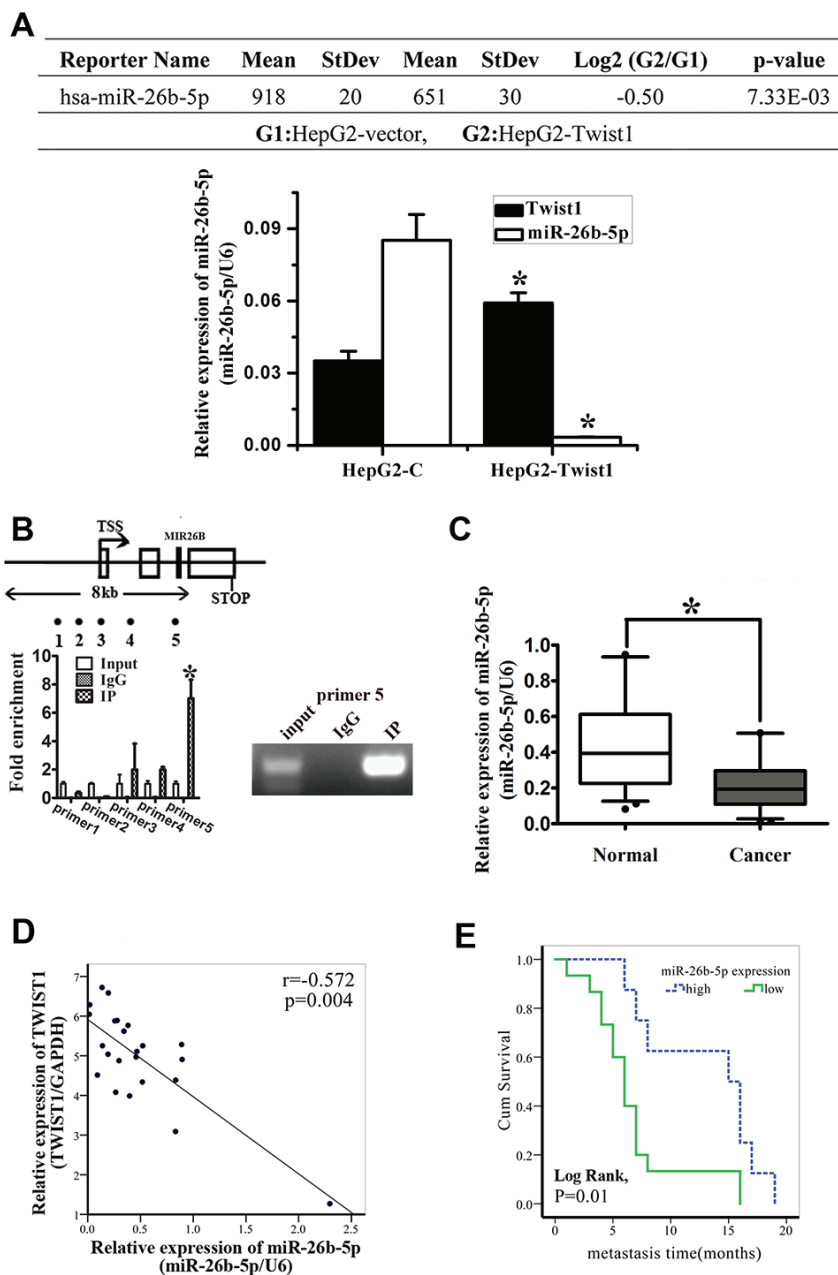 A
Reporter Name Mean StDev Mean StDev Log2 (G2/G1) p-value
hsa-miR-26b-5p 918 20 651 30 -0.50 7.33E-03
G1:HepG2-vector, G2:HepG2-Twist1
Relative expression of miR-26b-5p
(miR-26b-5p/U6)
0.09
0.06
0.03
0.00
Twist1
miR-26b-5p
*
*
HepG2-C HepG2-Twist1
B
TSS
MIR26B
8kb
STOP
1 2 3 4 5
Fold enrichment
10
8
6
4
2
0
Input
IgG
IP
*
primer1 primer2 primer3 primer4 primer5
primer 5
input IgG IP
C
Relative expression of miR-26b-5p
(miR-26b-5p/U6)
1.0
0.8
0.6
0.4
0.2
0.0
*
Normal Cancer
D
Relative expression of TWIST1
(TWIST1/GAPDH)
7
6
5
4
3
2
1
r=-0.572
p=0.004
0.0 0.5 1.0 1.5 2.0 2.5
Relative expression of miR-26b-5p
(miR-26b-5p/U6)
E
Cum Survival
1.0
0.8
0.6
0.4
0.2
0.0
miR-26b-5p expression
high low
Log Rank,
P=0.01
0 5 10 15 20
metastasis time(months)